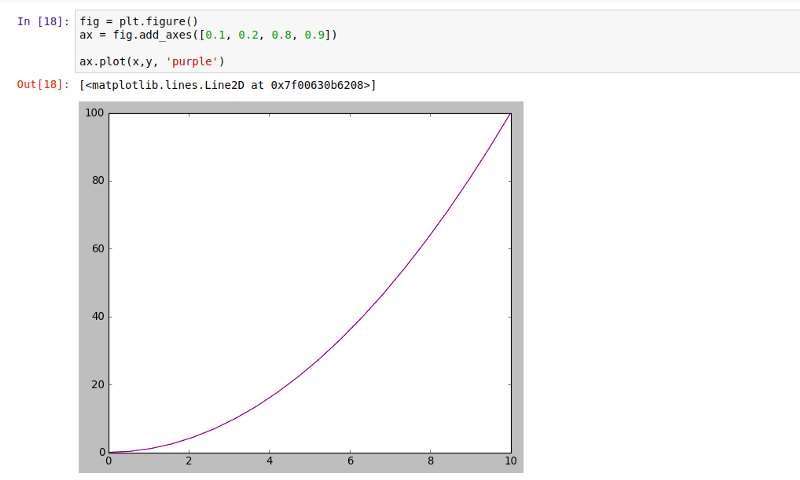 In [18]: fig = plt.figure()
ax = fig.add_axes([0.1, 0.2, 0.8, 0.9])
ax.plot(x,y, 'purple')
Out[18]: [<matplotlib.lines.Line2D at 0x7f00630b6208>]
100
80
60
40
20
0
0 2 4 6 8 10